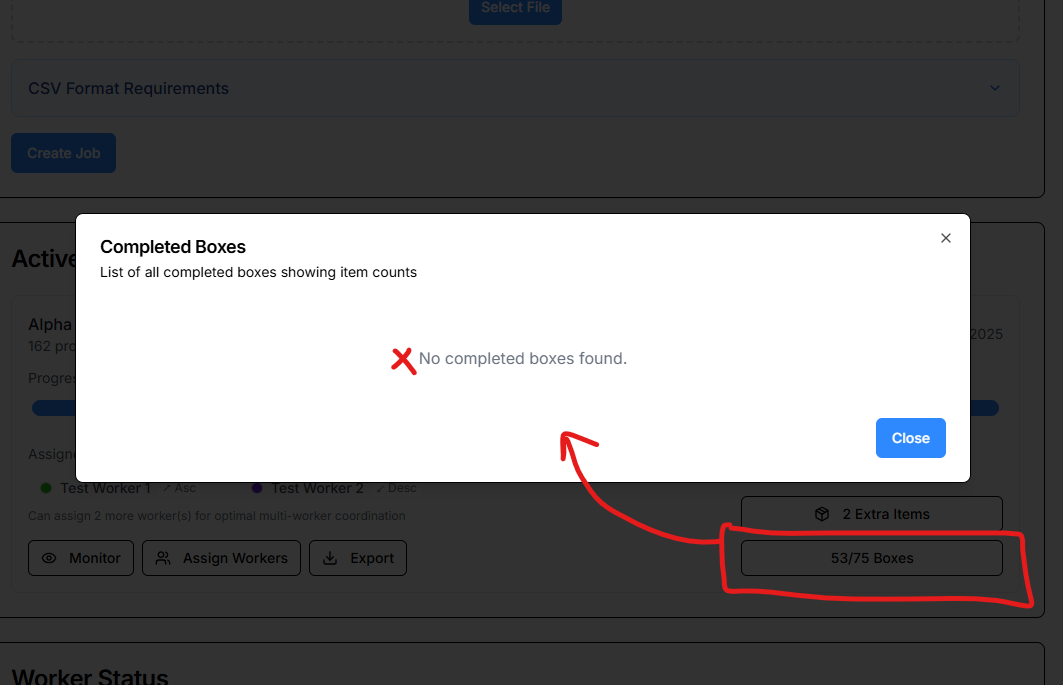 Select File
CSV Format Requirements
Create Job
Completed Boxes
List of all completed boxes showing item counts
No completed boxes found.
Close
Active
Alpha
2025
162 pro
Progres
Assigne
Test Worker 1 ↗ Asc
Test Worker 2 ↙ Desc
Can assign 2 more worker(s) for optimal multi-worker coordination
2 Extra Items
Monitor
Assign Workers
Export
53/75 Boxes
Worker Status